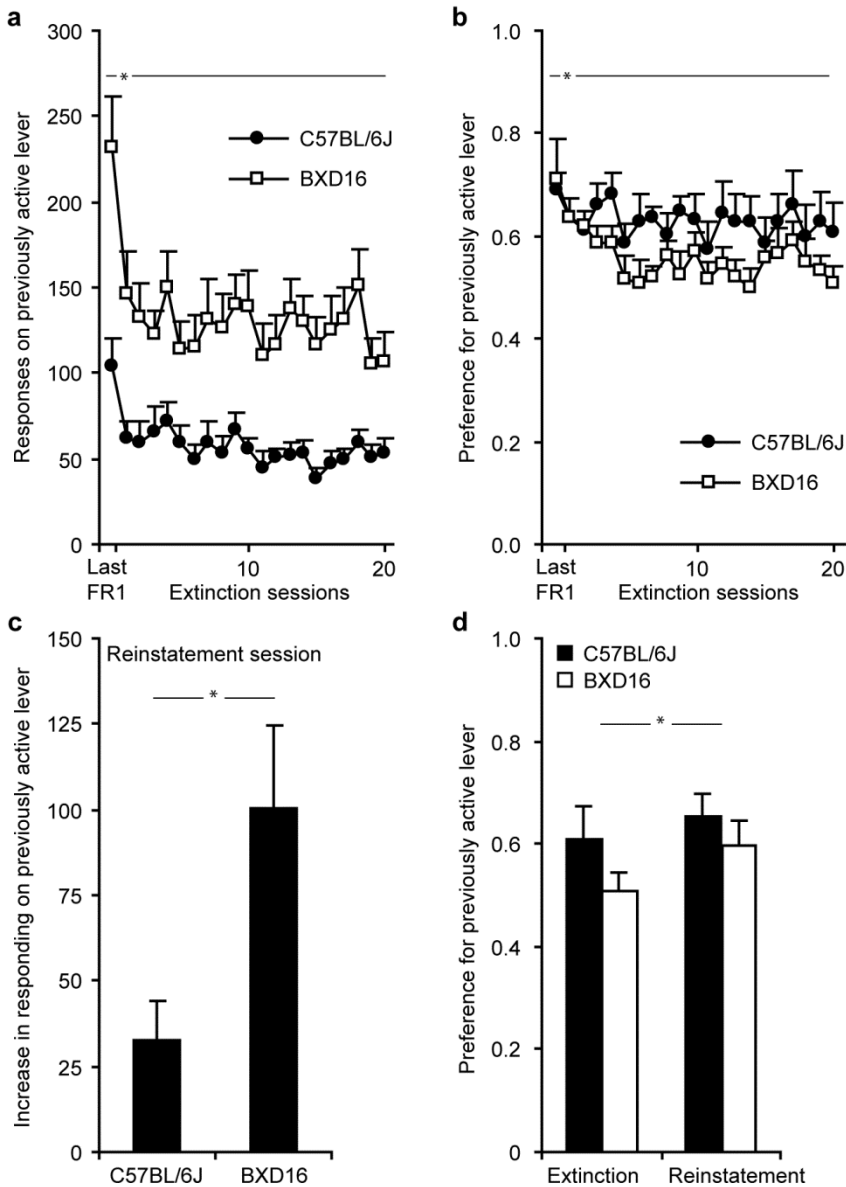 a
300
250
200
150
100
50
0
Responses on previously active lever
*
C57BL/6J
BXD16
Last
FR1
10
20
Extinction sessions
b
1.0
0.8
0.6
0.4
0.2
0.0
Preference for previously active lever
*
C57BL/6J
BXD16
Last
FR1
10
20
Extinction sessions
c
150
125
100
75
50
25
0
Increase in responding on previously active lever
Reinstatement session
*
C57BL/6J
BXD16
d
1.0
0.8
0.6
0.4
0.2
0
Preference for previously active lever
C57BL/6J
BXD16
*
Extinction
Reinstatement